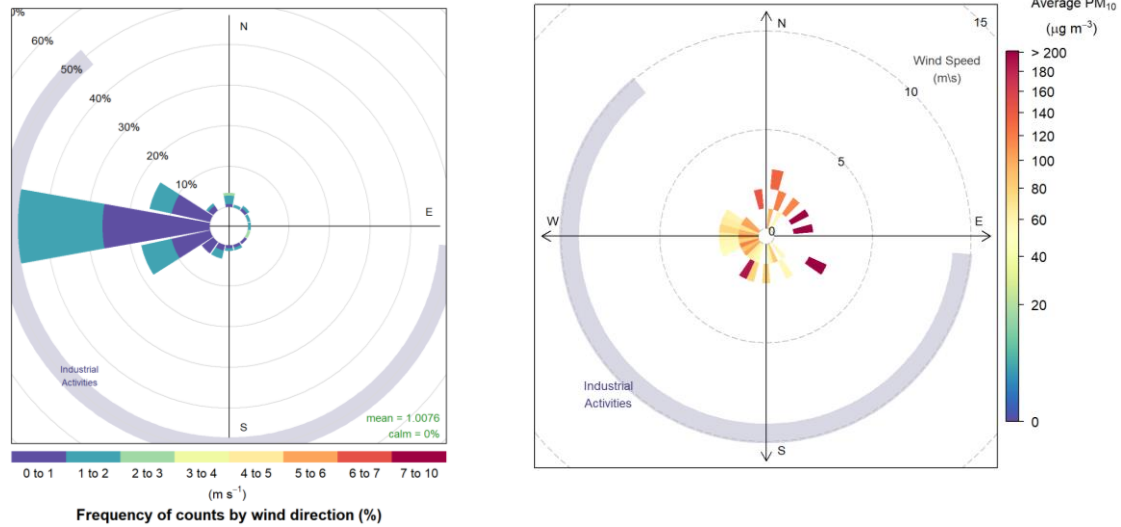 0%
60%
50%
40%
30%
20%
10%
N
E
S
Industrial
Activities
mean = 1.0076
calm = 0%
0 to 1 1 to 2 2 to 3 3 to 4 4 to 5 5 to 6 6 to 7 7 to 10
(m s⁻¹)
Frequency of counts by wind direction (%)
N
15
Wind Speed
(m\s)
10
5
0
W
E
S
Industrial
Activities
Average PM₁₀
(µg m⁻³)
> 200
180
160
140
120
100
80
60
40
20
0